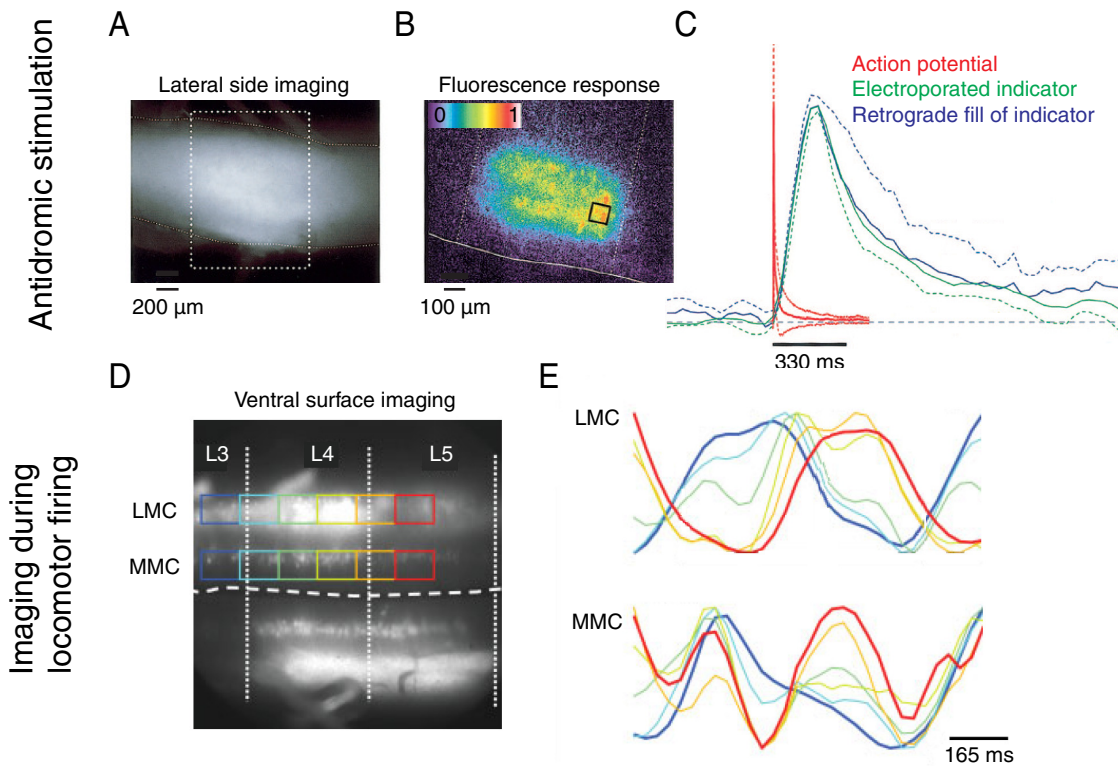 Antidromic stimulation
A
Lateral side imaging
200 µm
B
Fluorescence response
0 1
100 µm
C
Action potential
Electroporated indicator
Retrograde fill of indicator
330 ms
Imaging during
locomotor firing
D
Ventral surface imaging
L3 L4 L5
LMC
MMC
E
LMC
MMC
165 ms